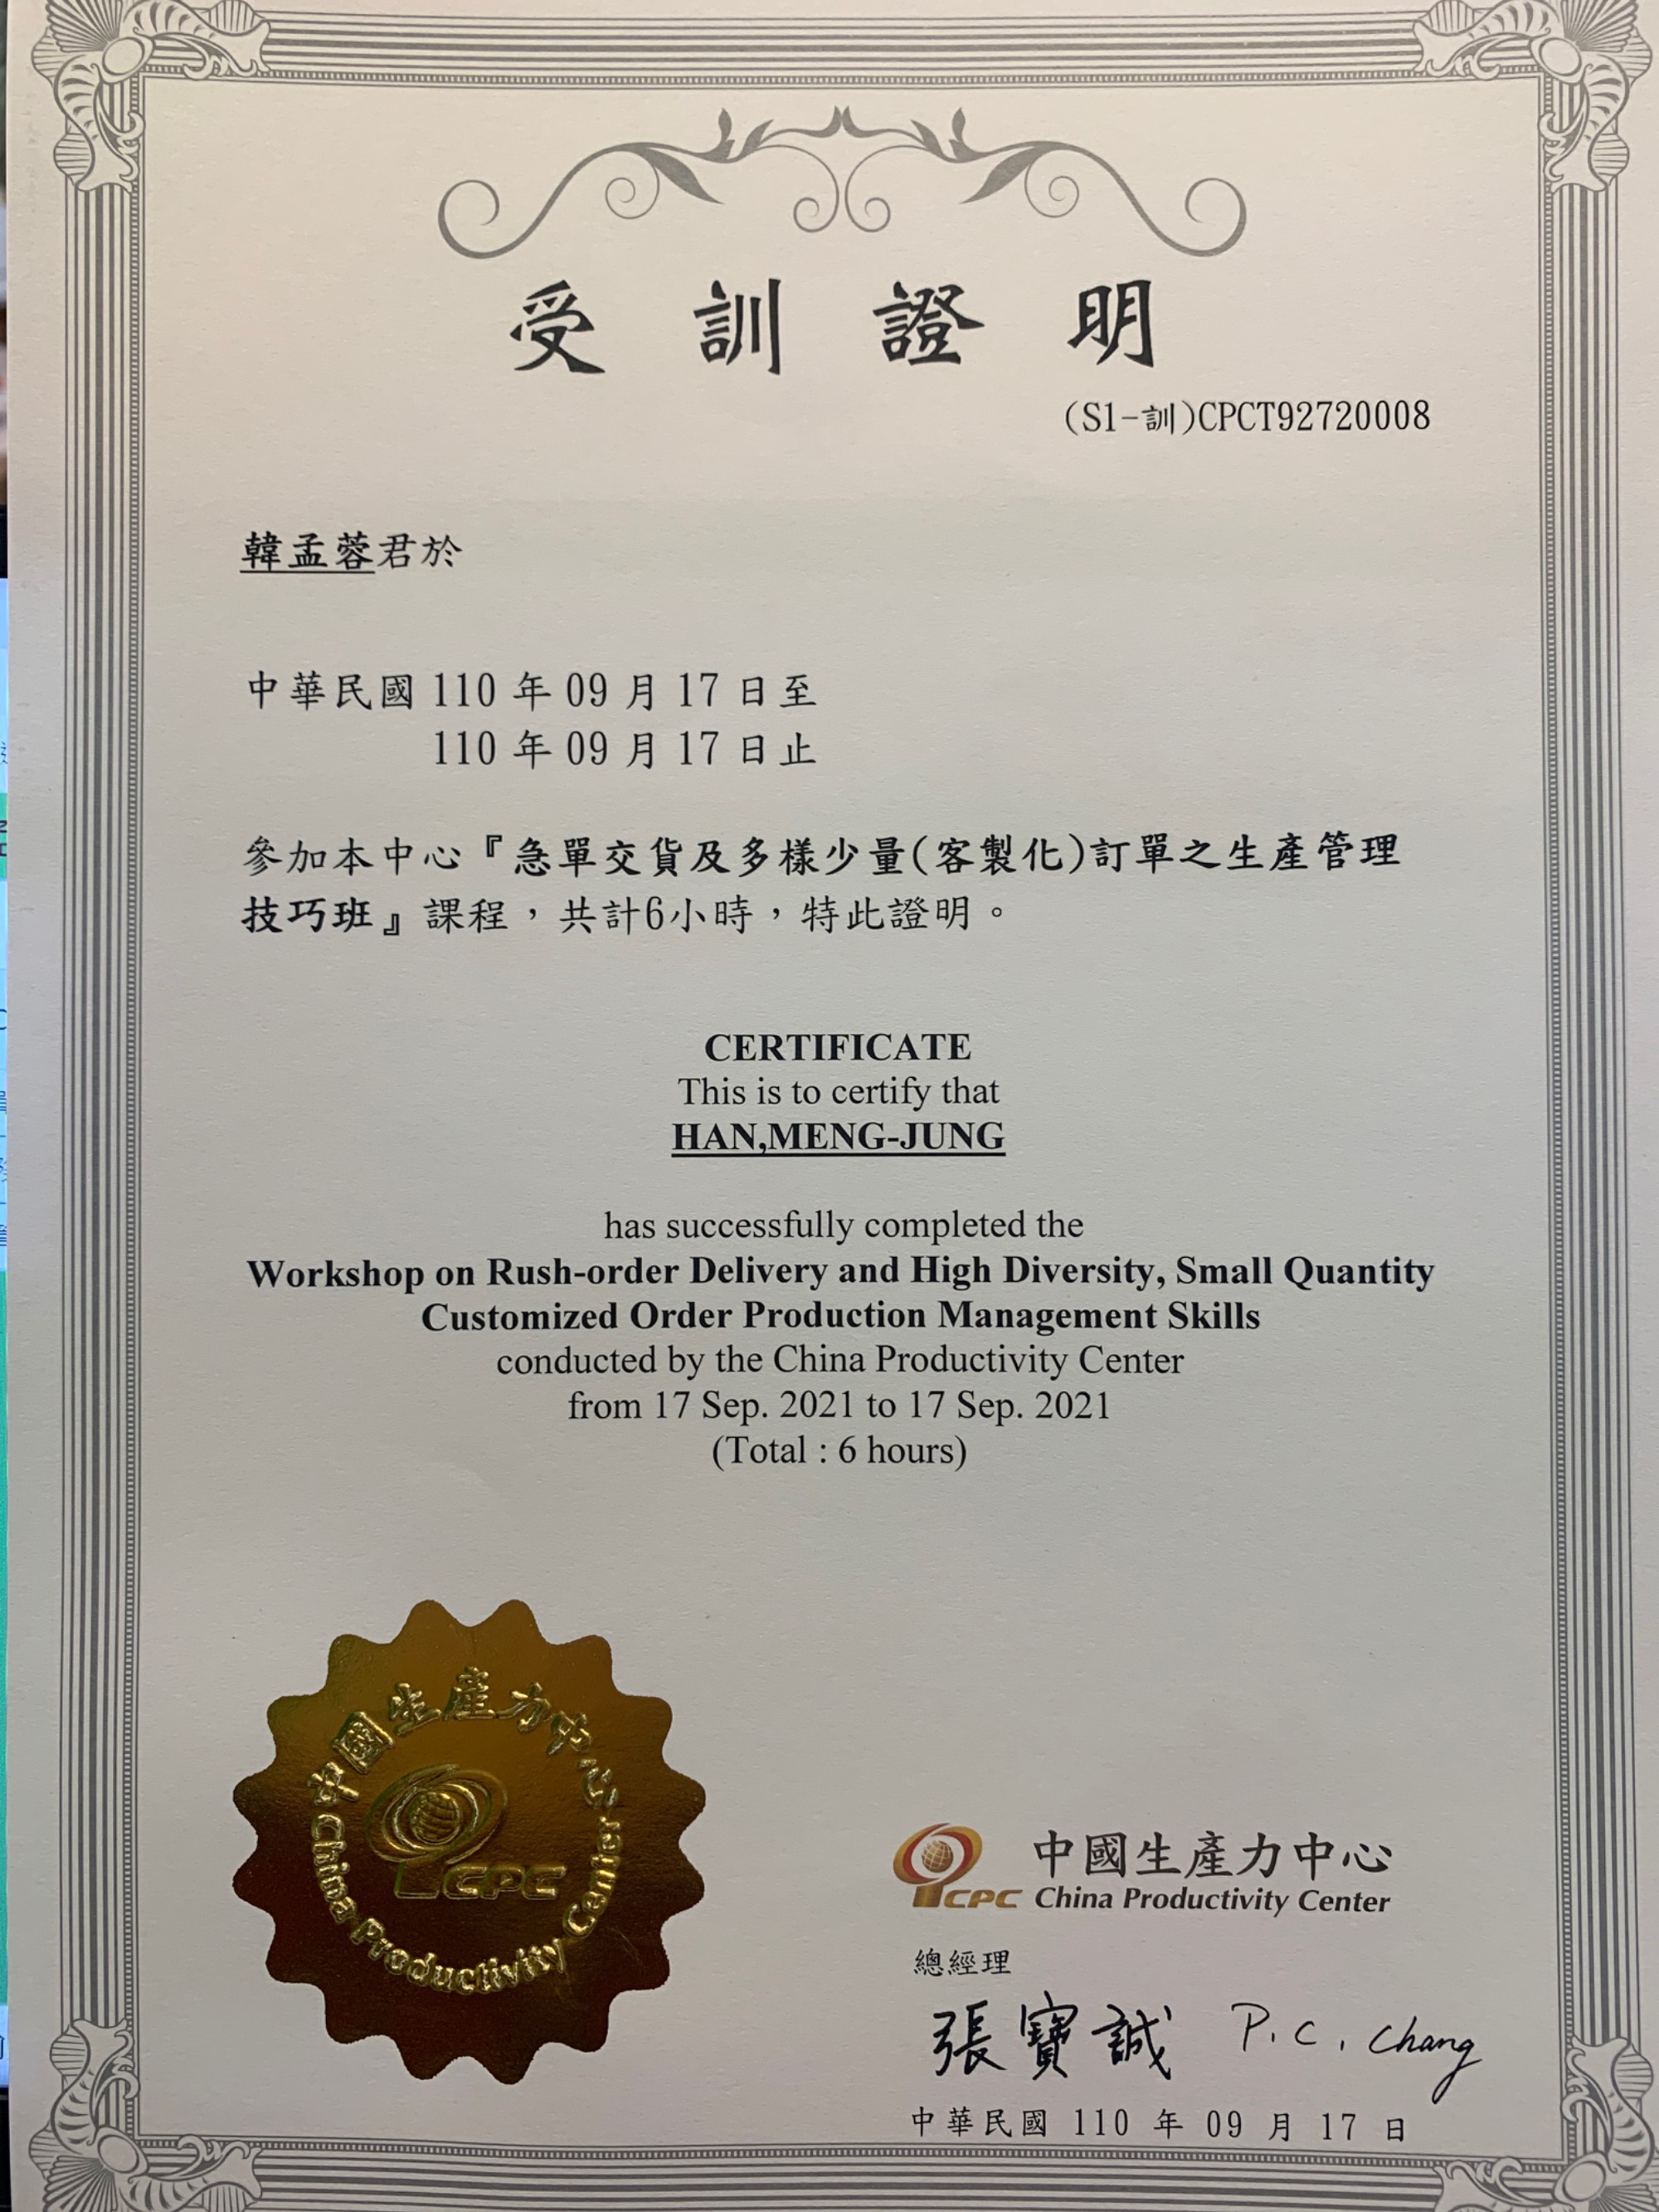 受訓證明
(S1-訓)CPCT92720008
韓孟蓉君於
中華民國 110 年 09 月 17 日至
110 年 09 月 17 日止
參加本中心『急單交貨及多樣少量(客製化)訂單之生產管理
技巧班』課程，共計6小時，特此證明。
CERTIFICATE
This is to certify that
HAN,MENG-JUNG
has successfully completed the
Workshop on Rush-order Delivery and High Diversity, Small Quantity
Customized Order Production Management Skills
conducted by the China Productivity Center
from 17 Sep. 2021 to 17 Sep. 2021
(Total : 6 hours)
中國生產力中心
CPC
China Productivity Center
中國生產力中心
CPC China Productivity Center
總經理
張寶誠 P.C. Chang
中華民國 110 年 09 月 17 日